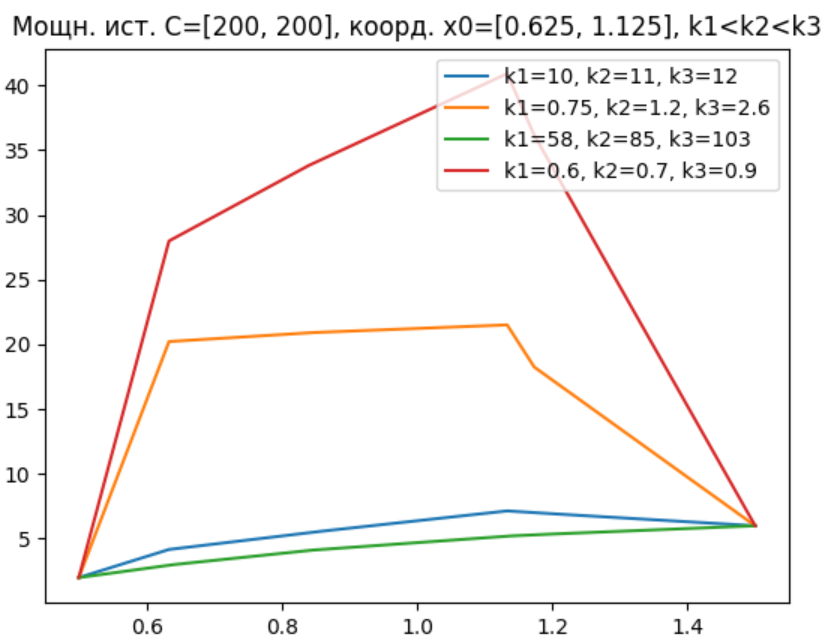 Мощн. ист. C=[200, 200], коорд. x0=[0.625, 1.125], k1<k2<k3
k1=10, k2=11, k3=12
k1=0.75, k2=1.2, k3=2.6
k1=58, k2=85, k3=103
k1=0.6, k2=0.7, k3=0.9
40
35
30
25
20
15
10
5
0.6 0.8 1.0 1.2 1.4